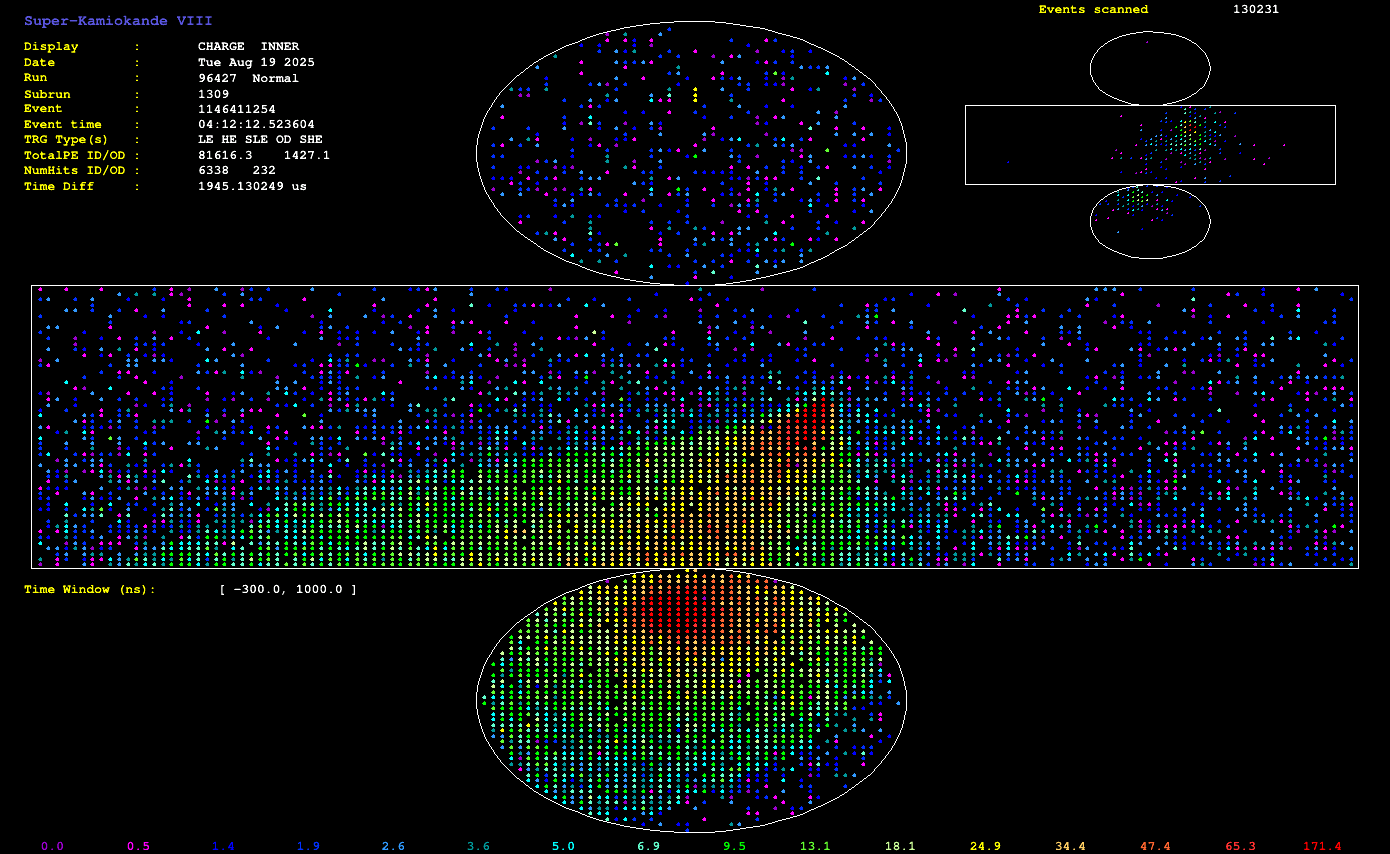 Super-Kamiokande VIII
Events scanned 130231
Display : CHARGE INNER
Date : Tue Aug 19 2025
Run : 96427 Normal
Subrun : 1309
Event : 1146411254
Event time : 04:12:12.523604
TRG Type(s) : LE HE SLE OD SHE
TotalPE ID/OD : 81616.3 1427.1
NumHits ID/OD : 6338 232
Time Diff : 1945.130249 us
Time Window (ns): [ -300.0, 1000.0 ]
0.0 0.5 1.4 1.9 2.6 3.6 5.0 6.9 9.5 13.1 18.1 24.9 34.4 47.4 65.3 171.4